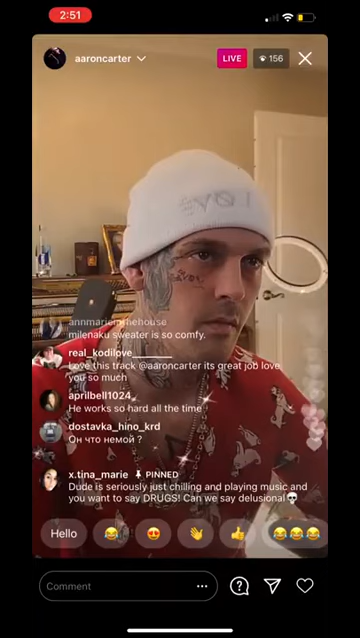 2:51
aaroncarter
LIVE
156
annmarieinthehouse
milenaku sweater is so comfy.
real_kodilove_____
Love this track @aaroncarter its great job love
you so much
aprilbell1024
He works so hard all the time
dostavka_hino_krd
Он что немой ?
x.tina_marie PINNED
Dude is seriously just chilling and playing music and
you want to say DRUGS! Can we say delusional💀
Hello
Comment